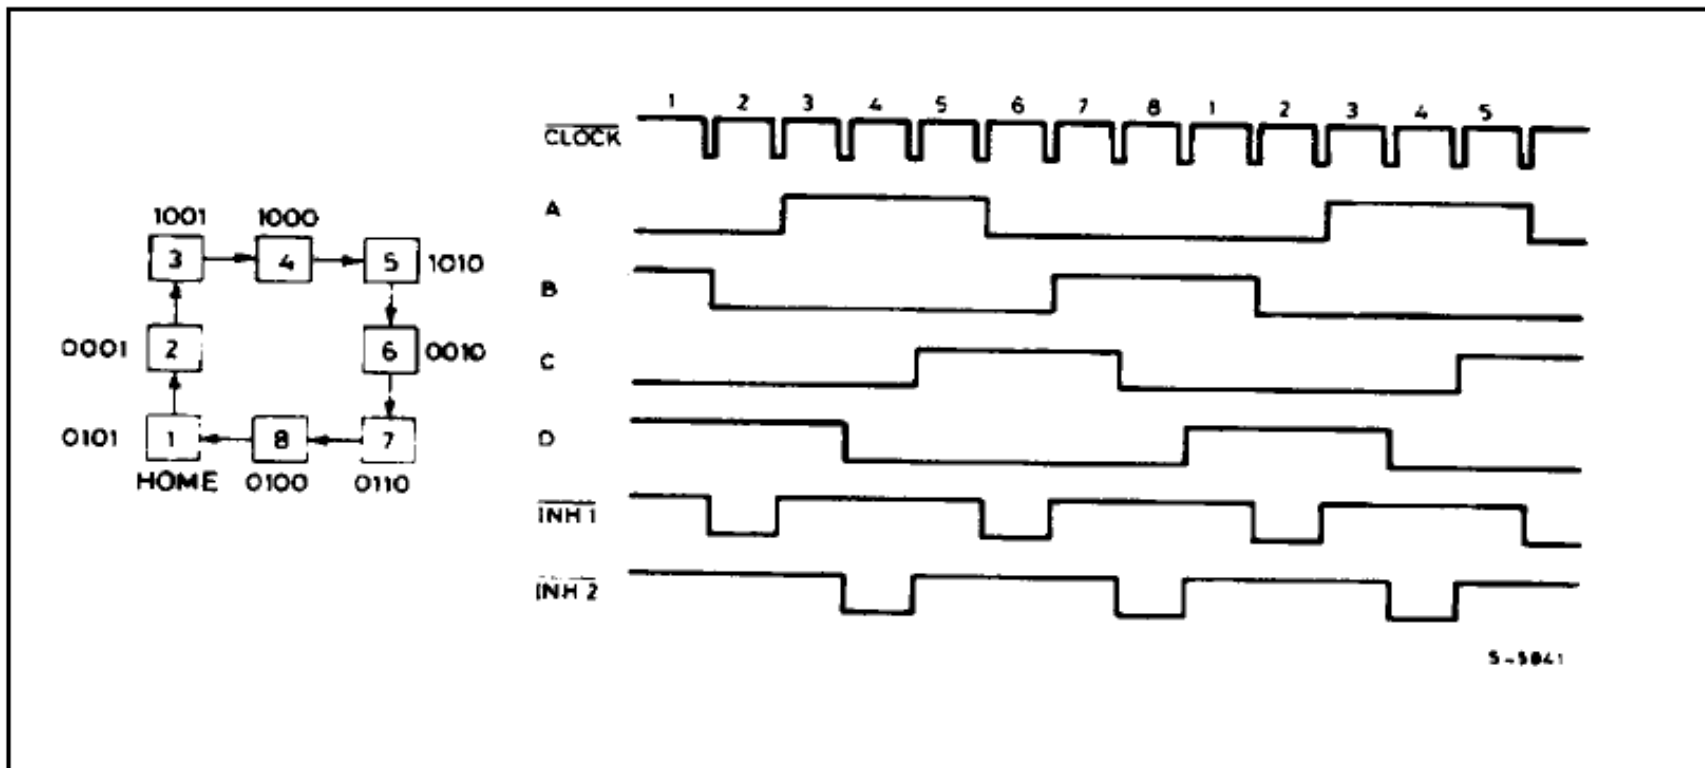 1 2 3 4 5 6 7 8 1 2 3 4 5
CLOCK
A
B
C
D
INH 1
INH 2
1001 1000
3 4 5 1010
0001 2 6 0010
0101 1 8 7
HOME 0100 0110
S-5841